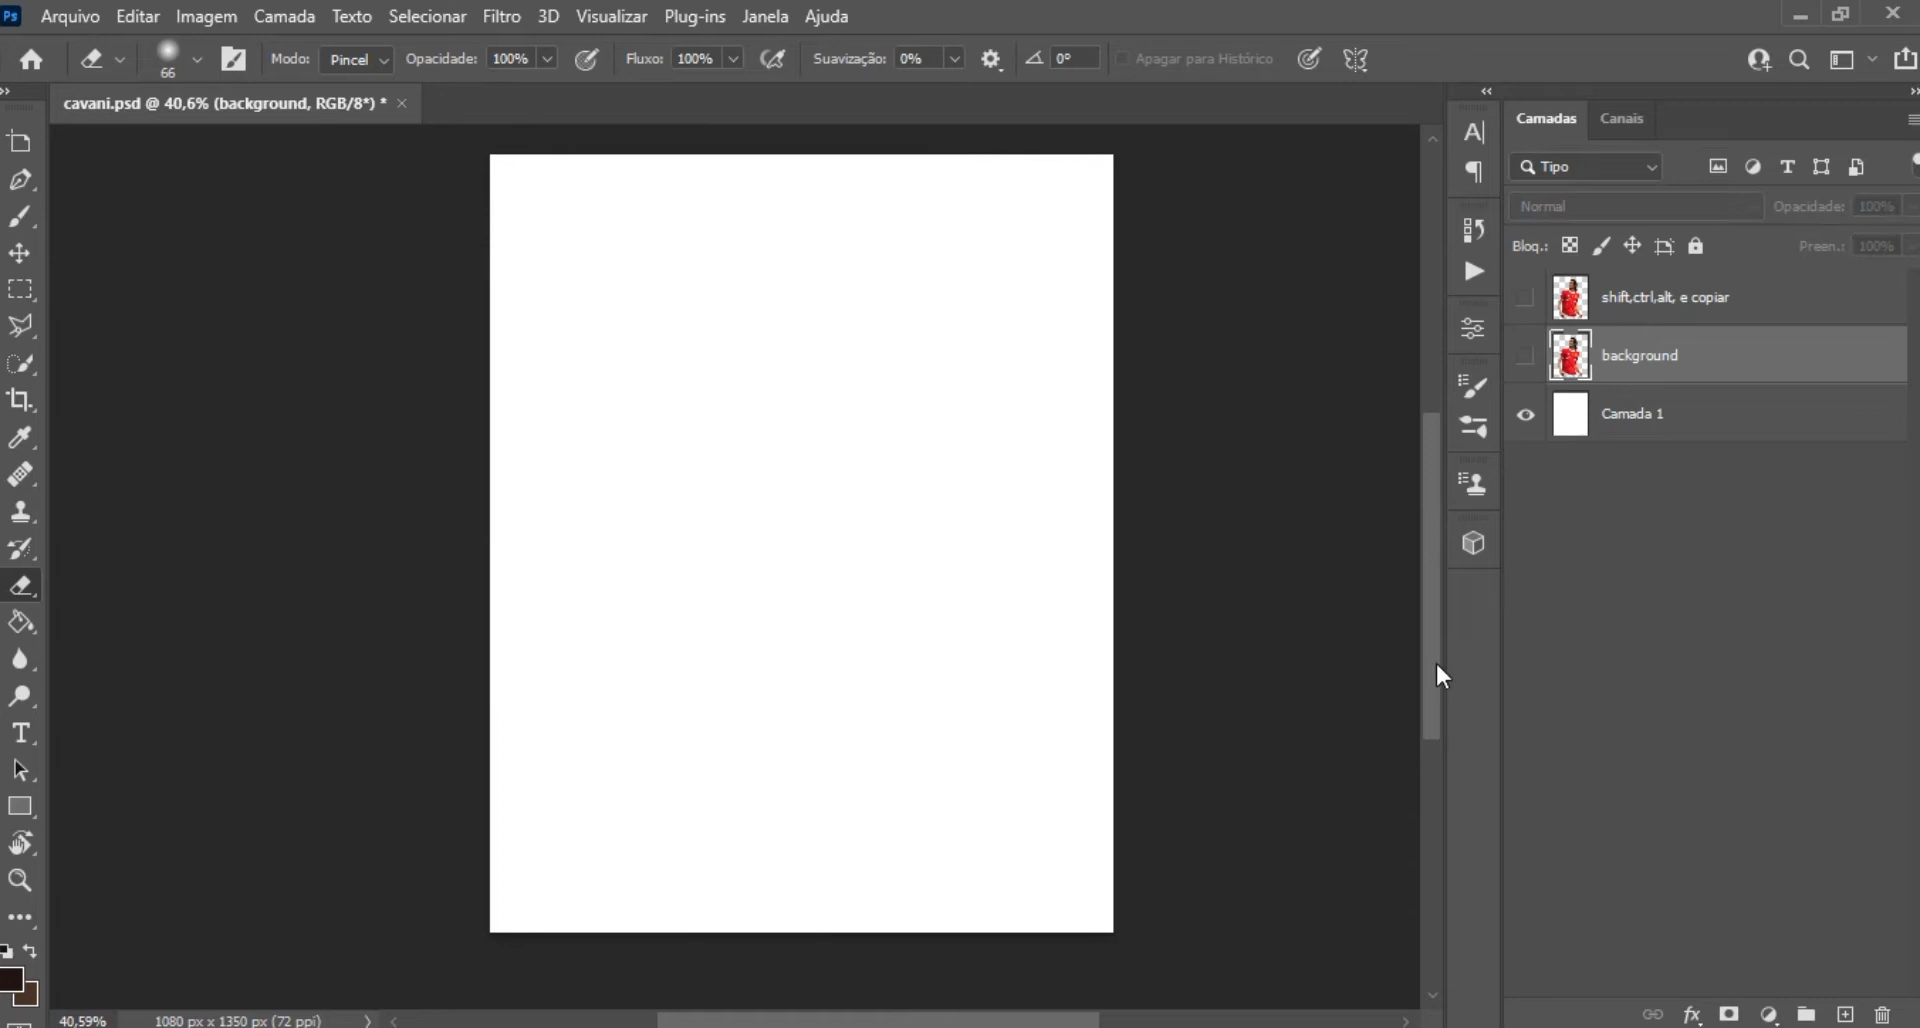 Ps Arquivo Editar Imagem Camada Texto Selecionar Filtro 3D Visualizar Plug-ins Janela Ajuda
66 Modo: Pincel Opacidade: 100% Fluxo: 100% Suavização: 0% 0° Apagar para Histórico
cavani.psd @ 40,6% (background, RGB/8*) * ×
Camadas Canais
Tipo
Normal Opacidade: 100%
Bloq.: Preen.: 100%
shift,ctrl,alt, e copiar
background
Camada 1
40,59% 1080 px x 1350 px (72 ppi)